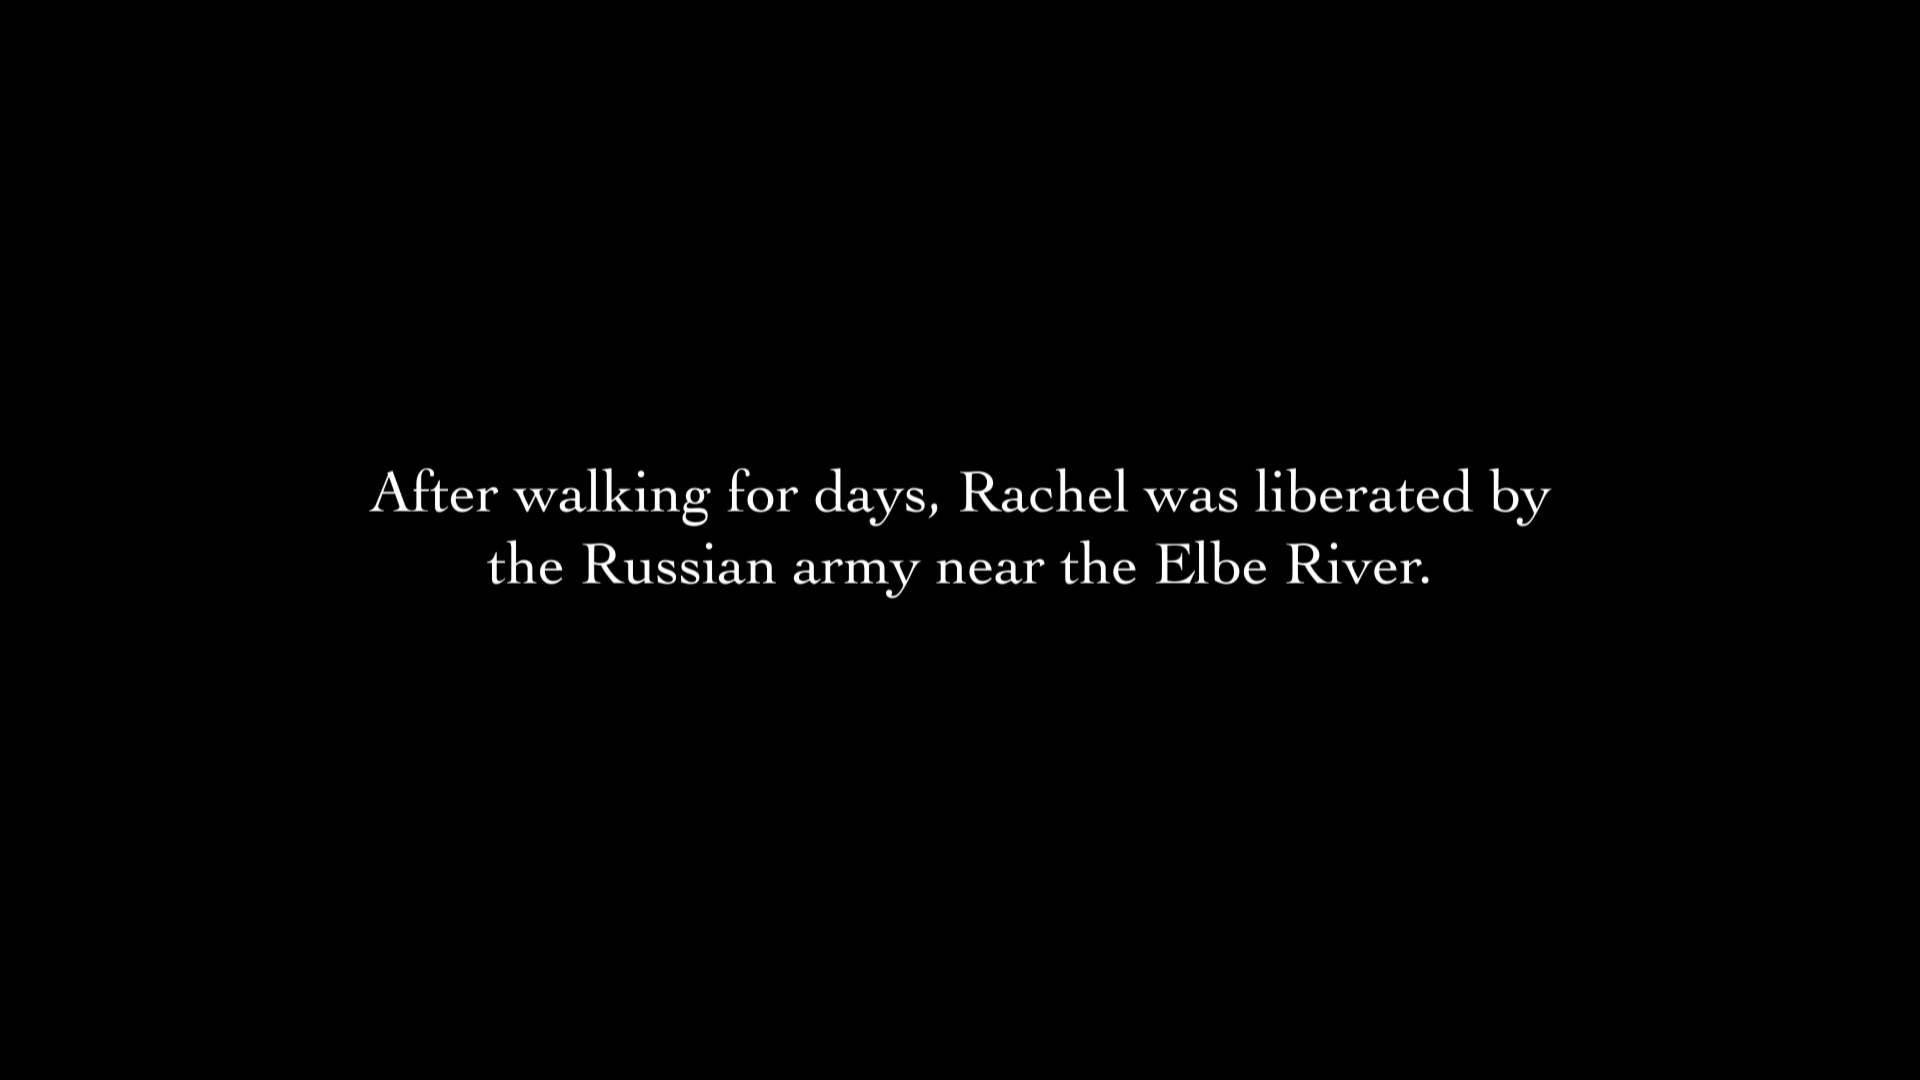 After walking for days, Rachel was liberated by
the Russian army near the Elbe River.